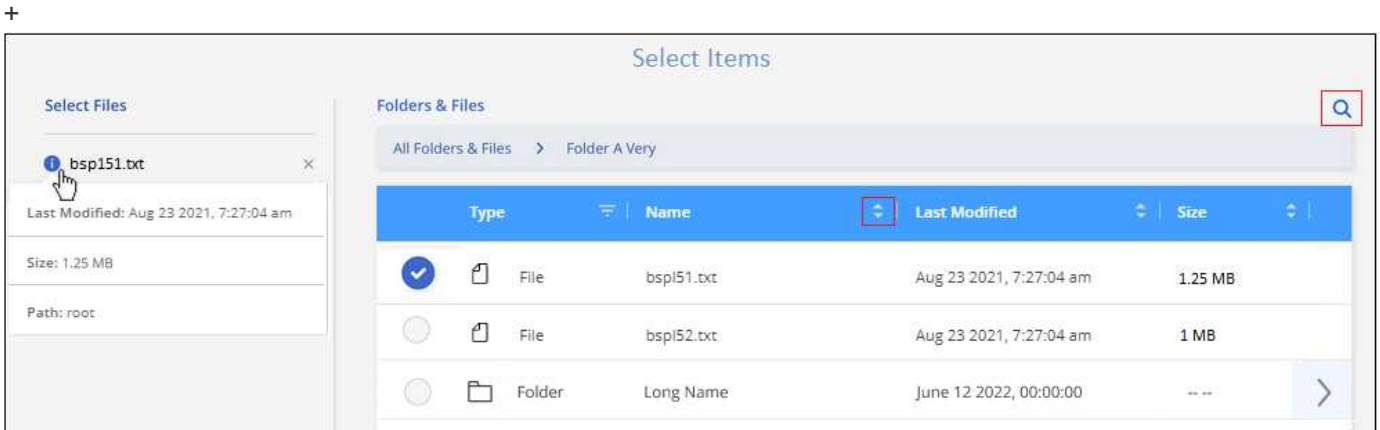 +
Select Items
Select Files
Folders & Files
bsp151.txt
All Folders & Files > Folder A Very
Last Modified: Aug 23 2021, 7:27:04 am
Size: 1.25 MB
Path: root
Type Name Last Modified Size
File bspl51.txt Aug 23 2021, 7:27:04 am 1.25 MB
File bspl52.txt Aug 23 2021, 7:27:04 am 1 MB
Folder Long Name June 12 2022, 00:00:00 -- --